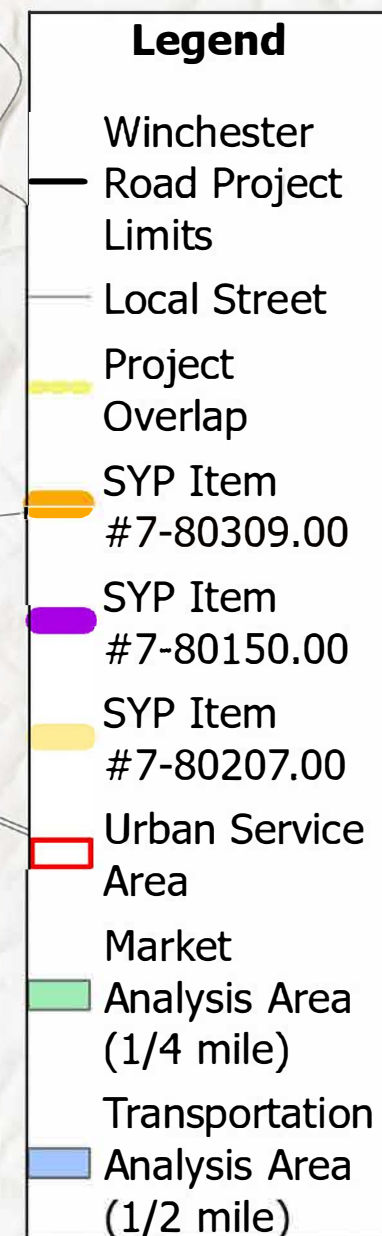 Legend
Winchester
Road Project
Limits
Local Street
Project
Overlap
SYP Item
#7-80309.00
SYP Item
#7-80150.00
SYP Item
#7-80207.00
Urban Service
Area
Market
Analysis Area
(1/4 mile)
Transportation
Analysis Area
(1/2 mile)